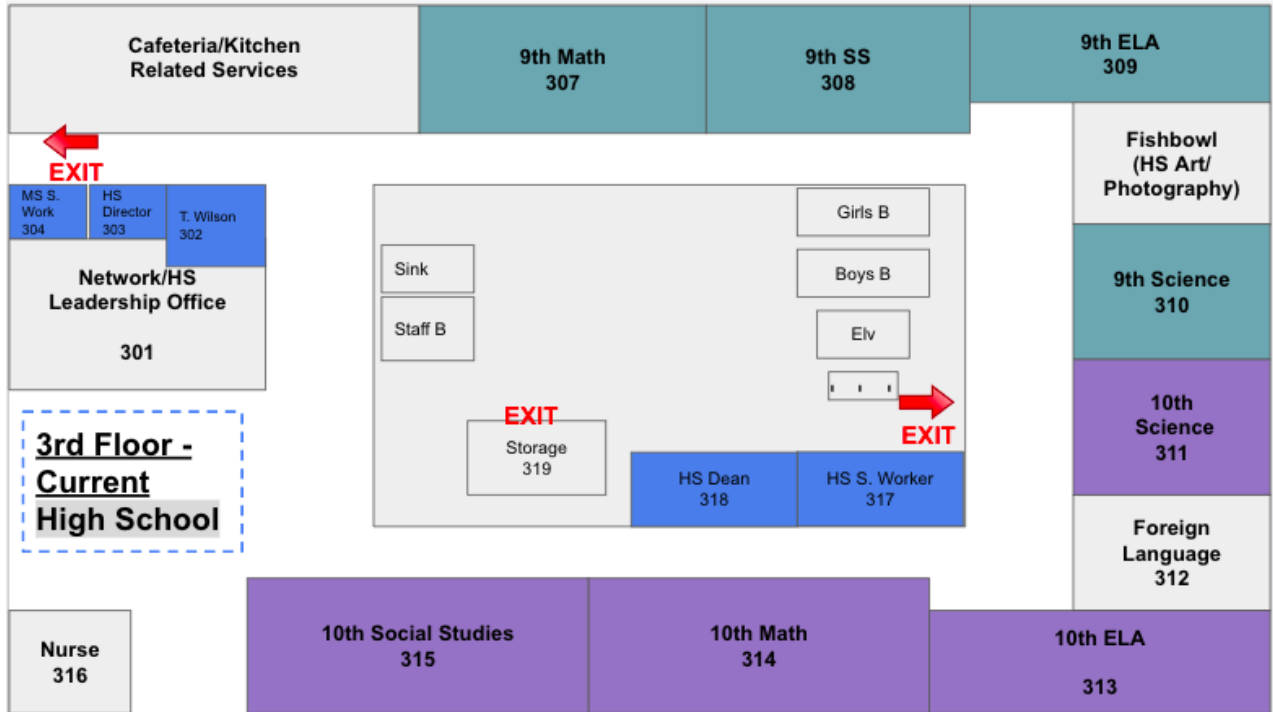 Cafeteria/Kitchen
Related Services
9th Math
307
9th SS
308
9th ELA
309
EXIT
MS S.
Work
304
HS
Director
303
T. Wilson
302
Network/HS
Leadership Office
301
Fishbowl
(HS Art/
Photography)
Girls B
Boys B
Elv
Sink
Staff B
9th Science
310
10th
Science
311
EXIT
EXIT
Storage
319
HS Dean
318
HS S. Worker
317
3rd Floor -
Current
High School
Foreign
Language
312
10th Social Studies
315
10th Math
314
10th ELA
313
Nurse
316